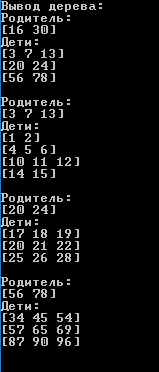 Вывод дерева:
Родитель:
[16 30]
Дети:
[3 7 13]
[20 24]
[56 78]
Родитель:
[3 7 13]
Дети:
[1 2]
[4 5 6]
[10 11 12]
[14 15]
Родитель:
[20 24]
Дети:
[17 18 19]
[20 21 22]
[25 26 28]
Родитель:
[56 78]
Дети:
[34 45 54]
[57 65 69]
[87 90 96]